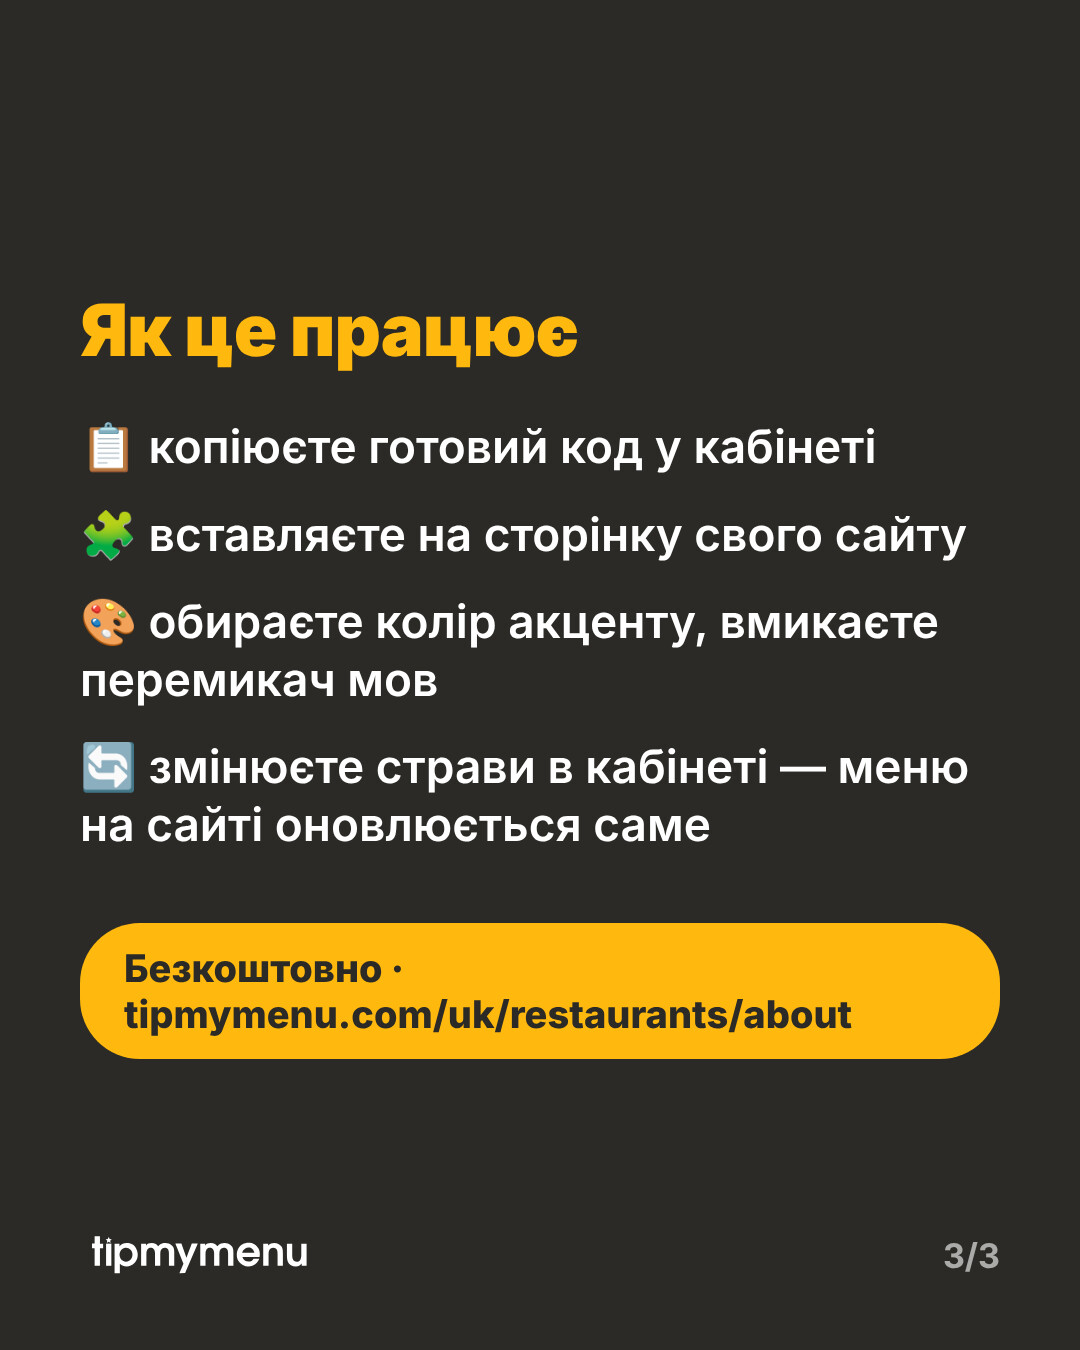 Як це працює
📋 копіюєте готовий код у кабінеті
🧩 вставляєте на сторінку свого сайту
🎨 обираєте колір акценту, вмикаєте
перемикач мов
🔄 змінюєте страви в кабінеті — меню
на сайті оновлюється саме
Безкоштовно ·
tipmymenu.com/uk/restaurants/about
tipmymenu
3/3